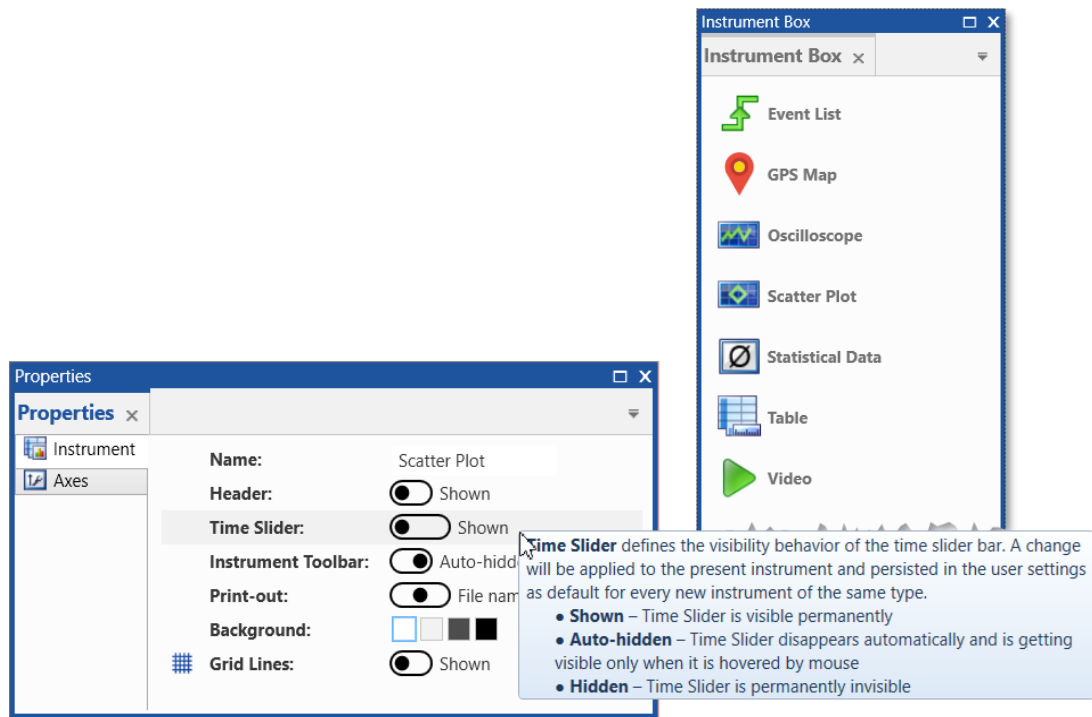 Instrument Box
Instrument Box
Event List
GPS Map
Oscilloscope
Scatter Plot
Statistical Data
Table
Video
Properties
Properties
Instrument
Axes
Name: Scatter Plot
Header: Shown
Time Slider: Shown
Instrument Toolbar: Auto-hidd
Print-out: File nam
Background:
Grid Lines: Shown
Time Slider defines the visibility behavior of the time slider bar. A change
will be applied to the present instrument and persisted in the user settings
as default for every new instrument of the same type.
● Shown – Time Slider is visible permanently
● Auto-hidden – Time Slider disappears automatically and is getting
visible only when it is hovered by mouse
● Hidden – Time Slider is permanently invisible